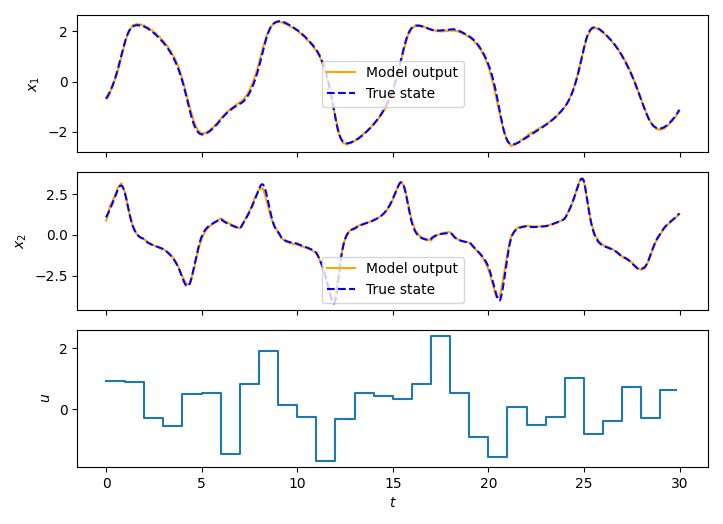 2
0
−2
x1
Model output
True state
2.5
0.0
−2.5
x2
Model output
True state
2
0
u
0 5 10 15 20 25 30
t